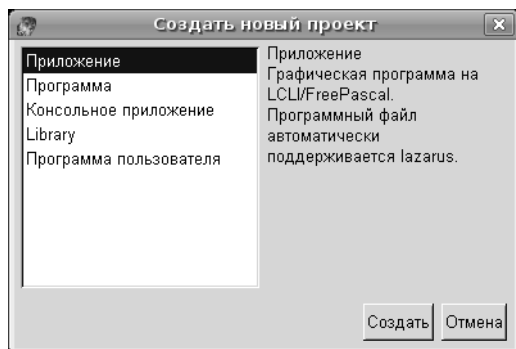 Создать новый проект
Приложение
Программа
Консольное приложение
Library
Программа пользователя
Приложение
Графическая программа на
LCLI/FreePascal.
Программный файл
автоматически
поддерживается lazarus.
Создать
Отмена